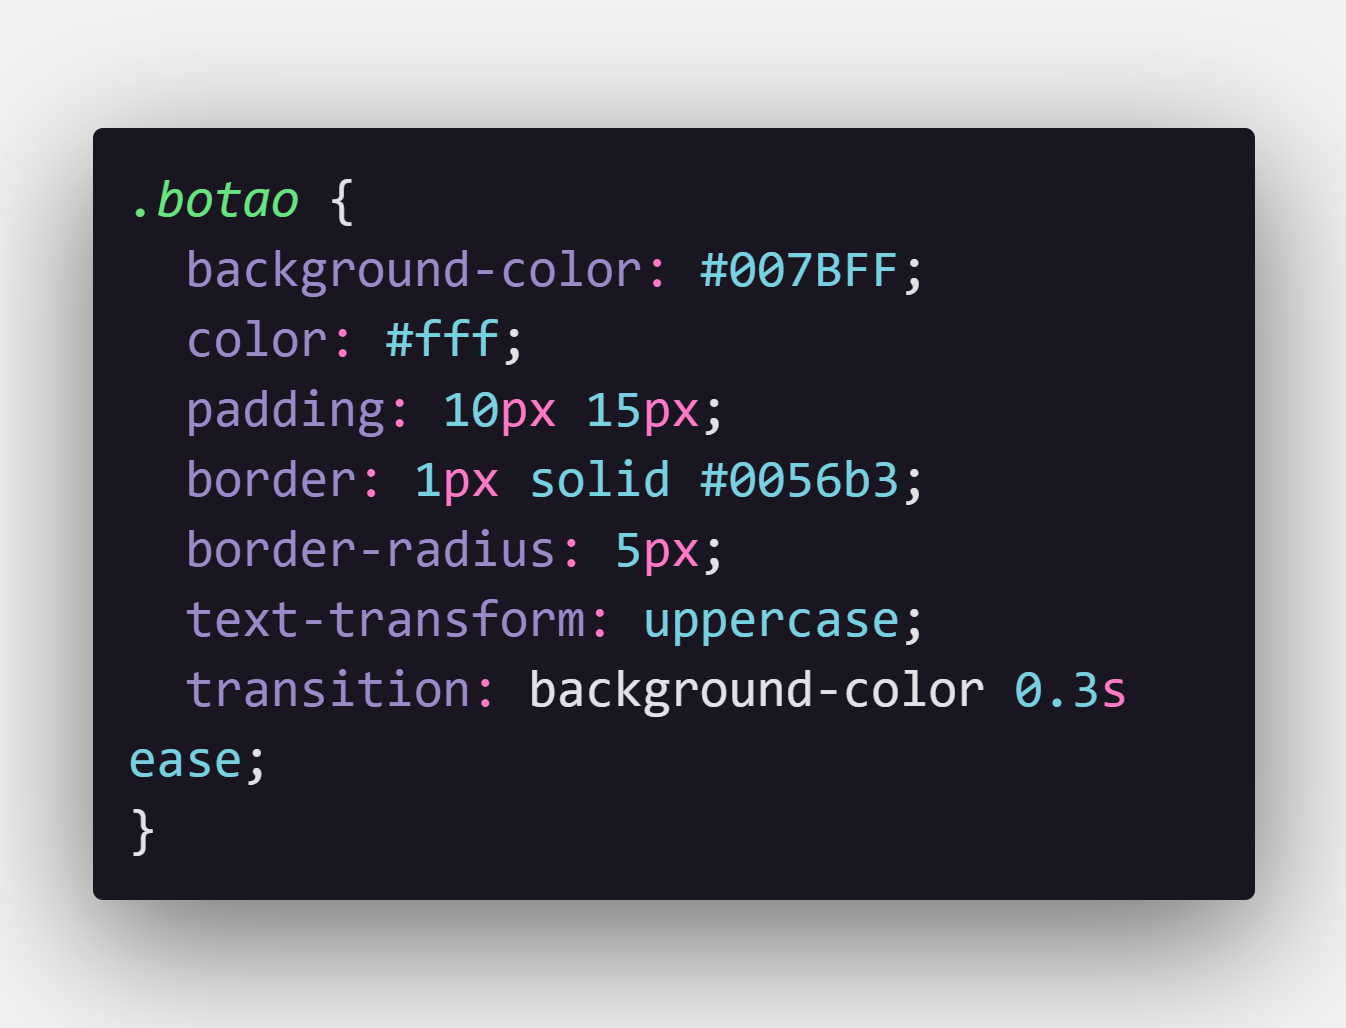 .botao {
  background-color: #007BFF;
  color: #fff;
  padding: 10px 15px;
  border: 1px solid #0056b3;
  border-radius: 5px;
  text-transform: uppercase;
  transition: background-color 0.3s
ease;
}